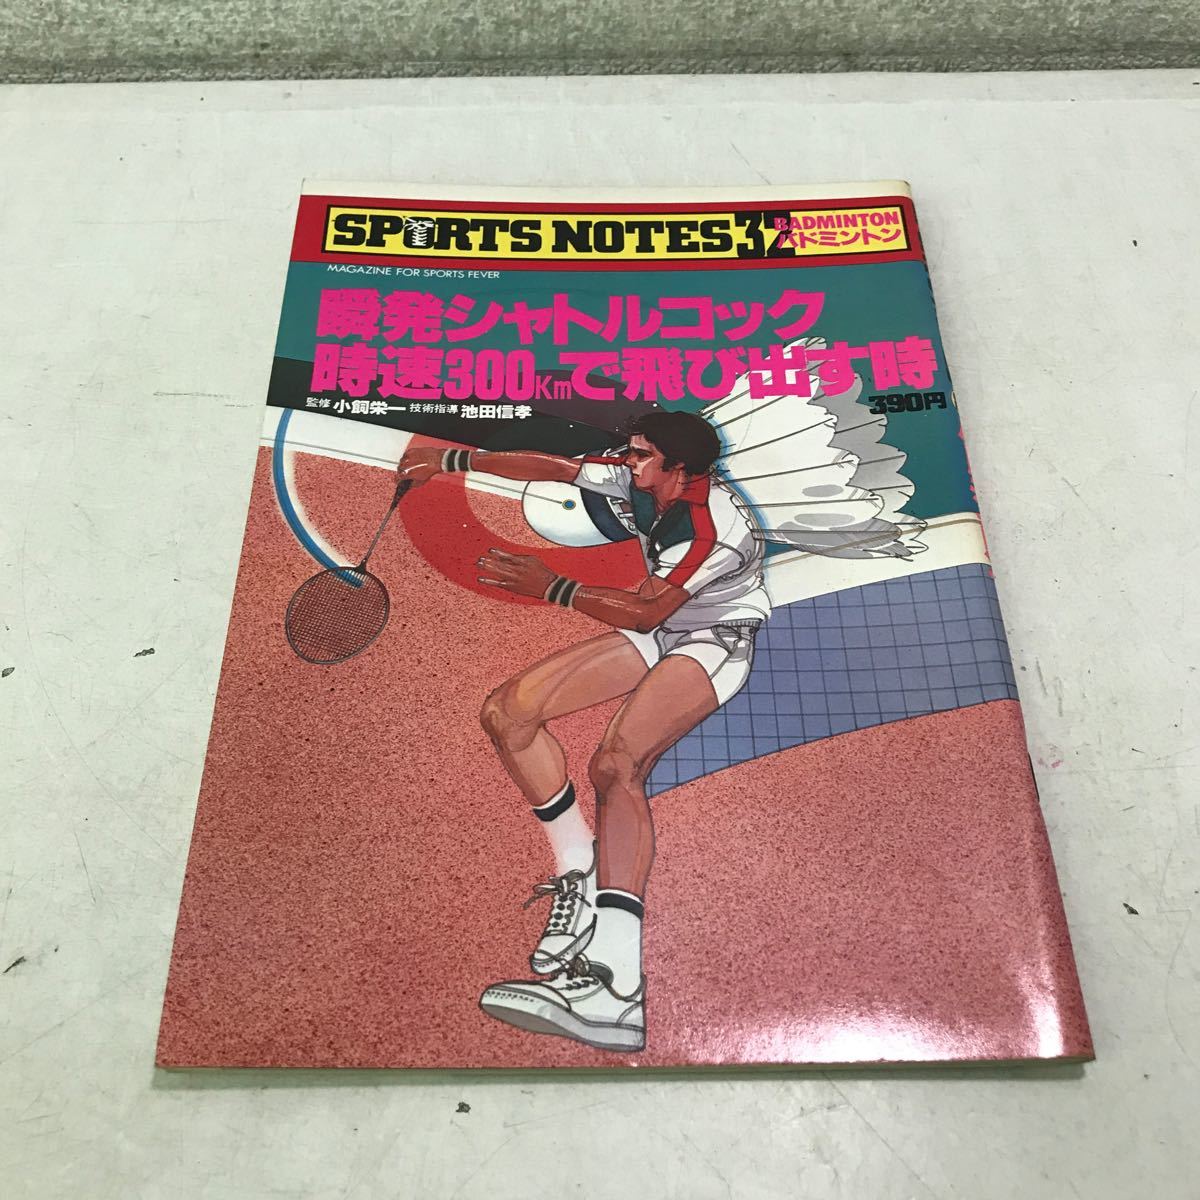 SPORTS NOTES 32
BADMINTON
バドミントン
MAGAZINE FOR SPORTS FEVER
瞬発シャトルコック
時速300Kmで飛び出す時
監修 小飼栄一 技術指導 池田信孝
390円